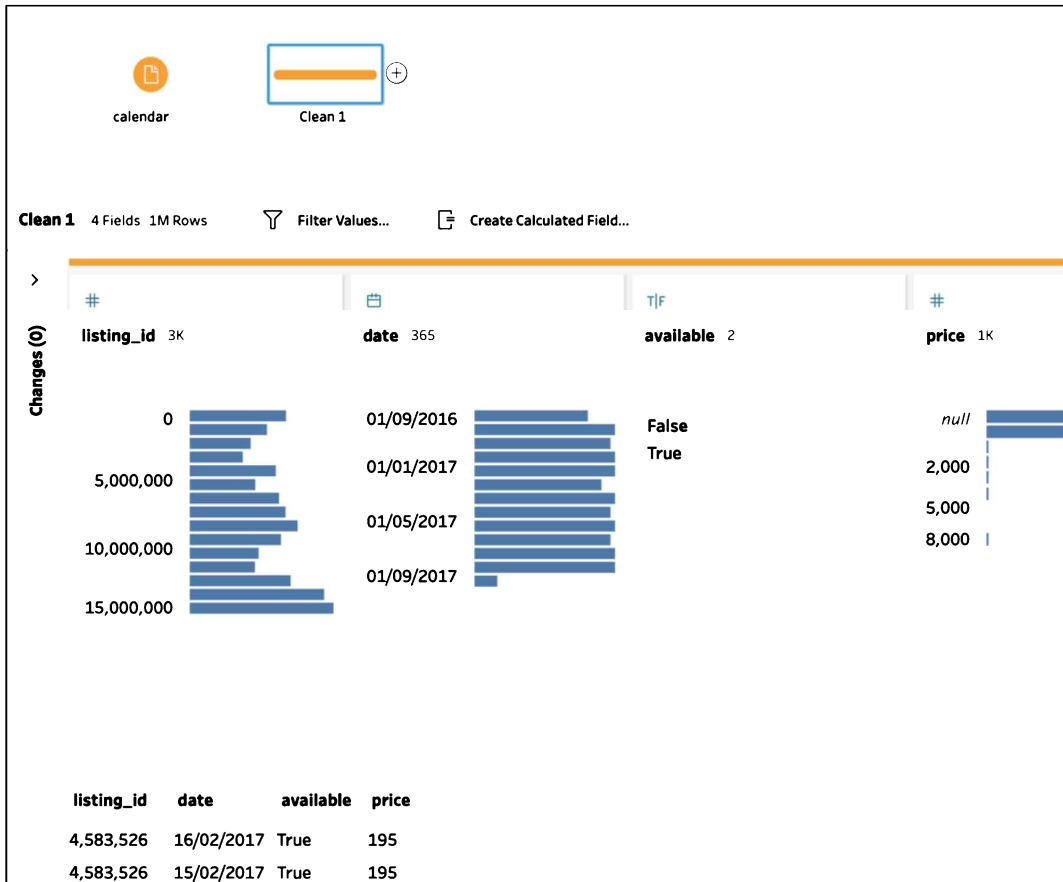 calendar
Clean 1
Clean 1 4 Fields 1M Rows Filter Values... Create Calculated Field...
Changes (0)
# # 
T|F
listing_id 3K
date 365
available 2
price 1K
0
5,000,000
10,000,000
15,000,000
01/09/2016
01/01/2017
01/05/2017
01/09/2017
False
True
null
2,000
5,000
8,000
listing_id date available price
4,583,526 16/02/2017 True 195
4,583,526 15/02/2017 True 195